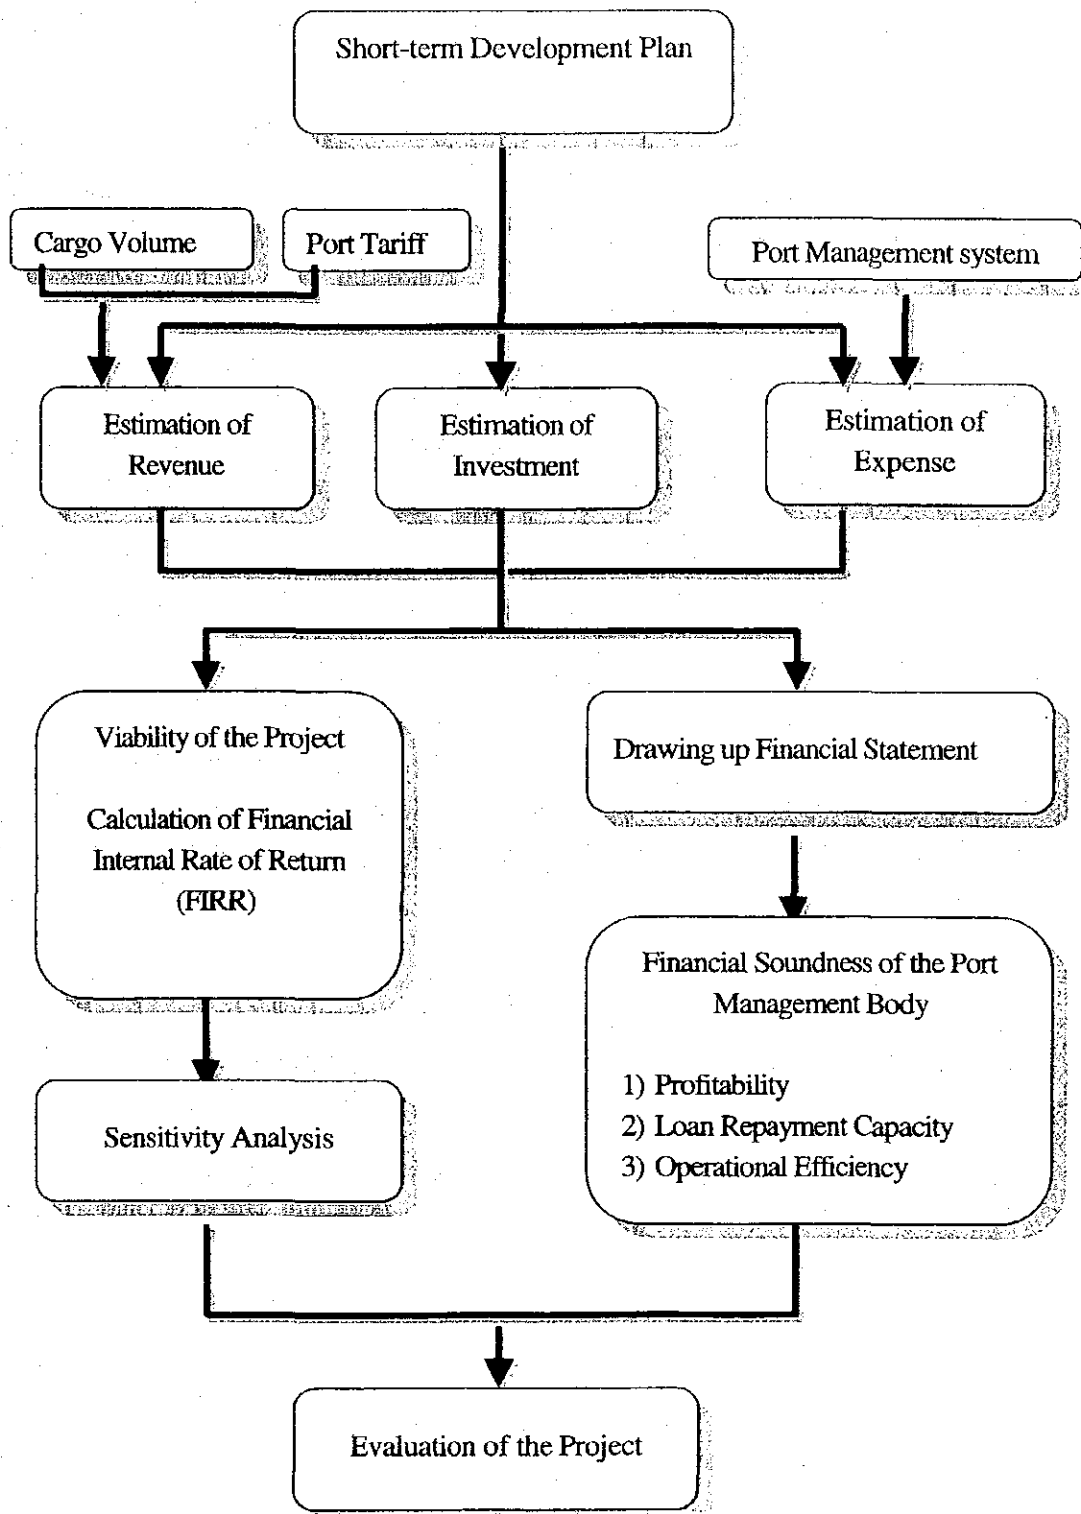 Short-term Development Plan
Cargo Volume
Port Tariff
Port Management system
Estimation of
Revenue
Estimation of
Investment
Estimation of
Expense
Viability of the Project
Calculation of Financial
Internal Rate of Return
(FIRR)
Drawing up Financial Statement
Financial Soundness of the Port
Management Body
1) Profitability
2) Loan Repayment Capacity
3) Operational Efficiency
Sensitivity Analysis
Evaluation of the Project